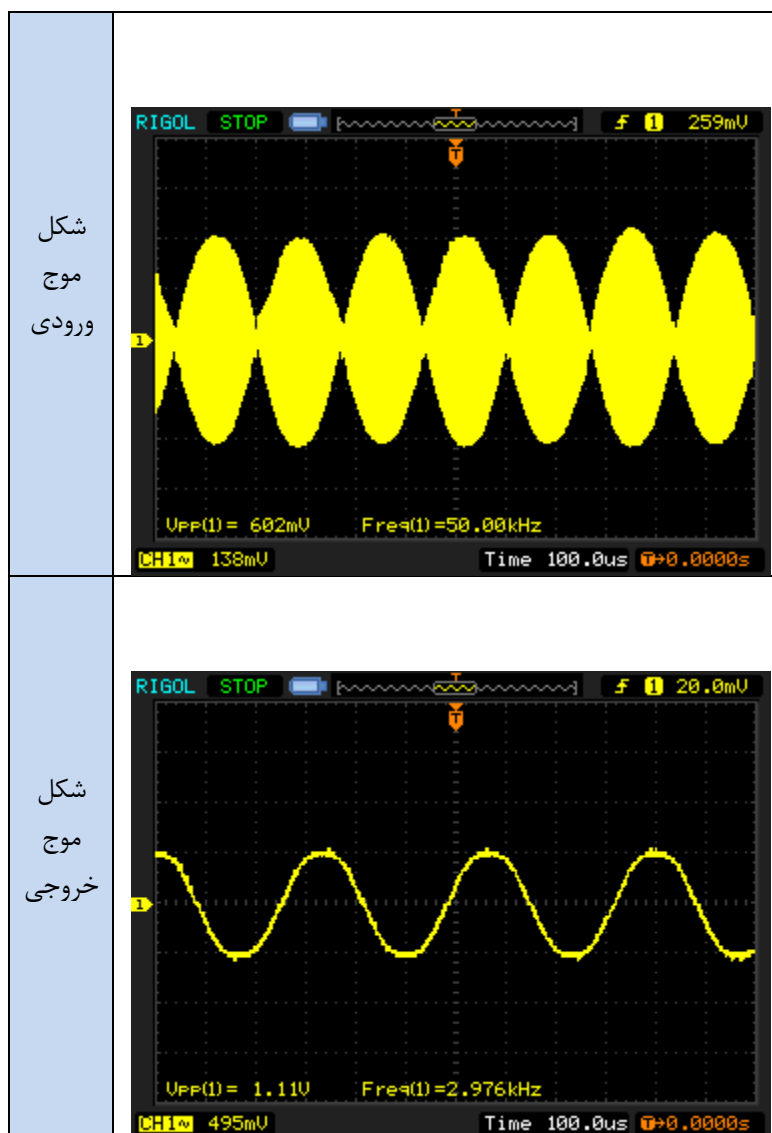 RIGOL STOP T f 1 259mV
T
شکل
موج
ورودی
1
Vpp(1)= 602mV Freq(1)=50.00kHz
CH1~ 138mV Time 100.0us T→0.0000s
RIGOL STOP T f 1 20.0mV
T
شکل
موج
خروجی
1
Vpp(1)= 1.11V Freq(1)=2.976kHz
CH1~ 495mV Time 100.0us T→0.0000s